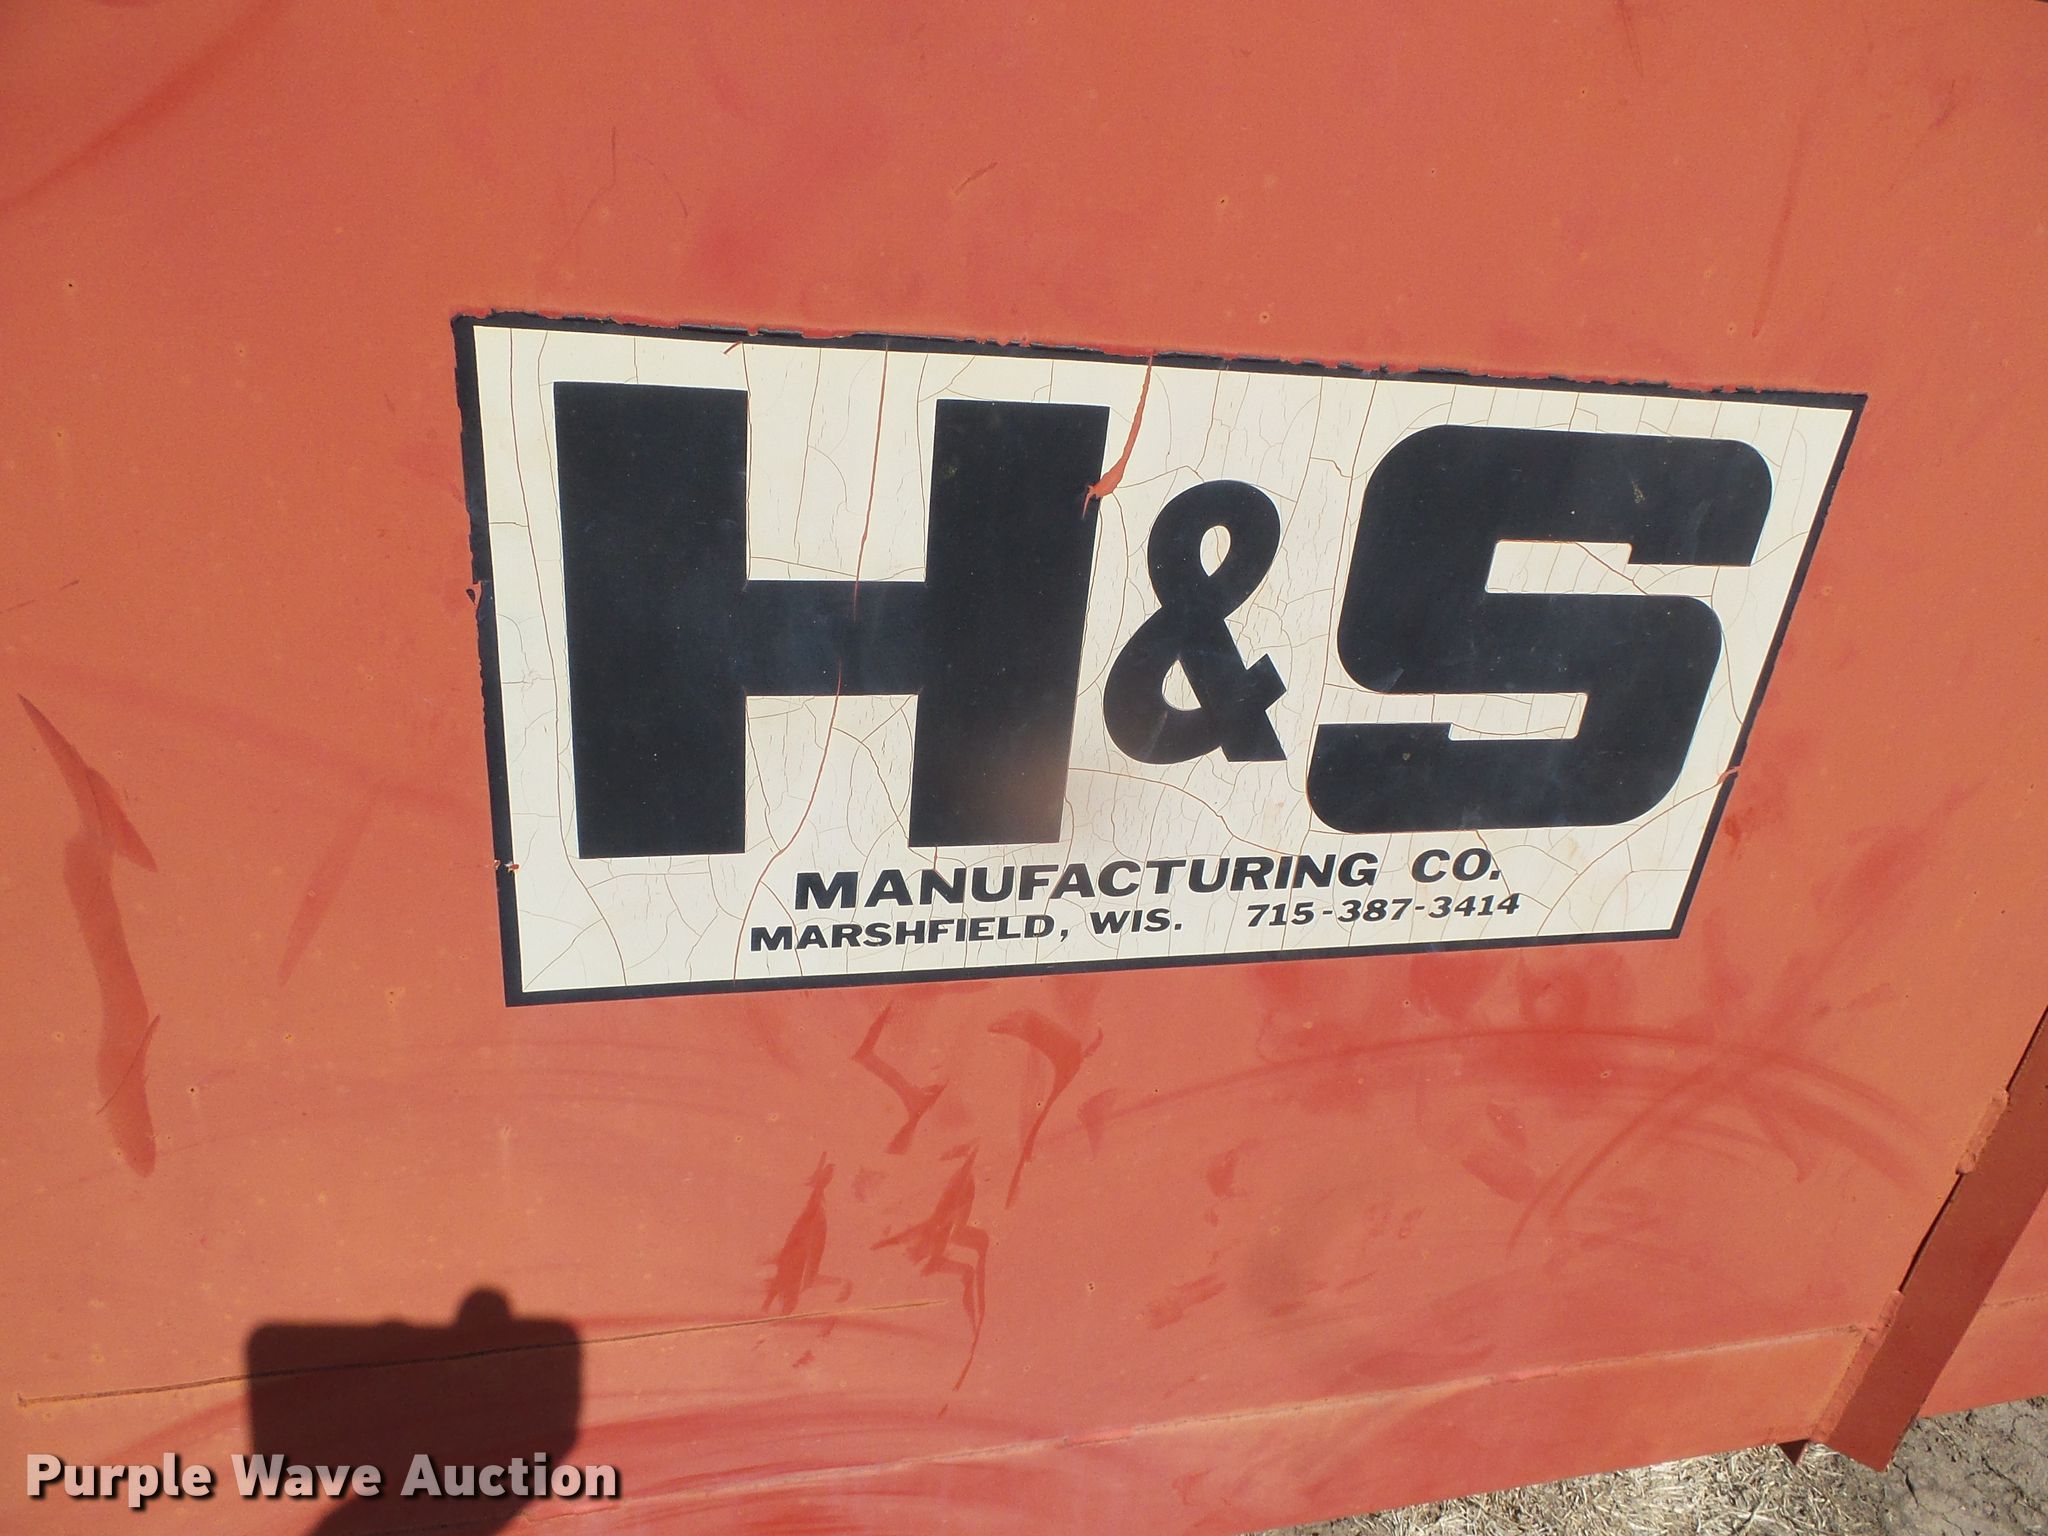 H&S
MANUFACTURING CO.
MARSHFIELD, WIS. 715-387-3414
Purple Wave Auction